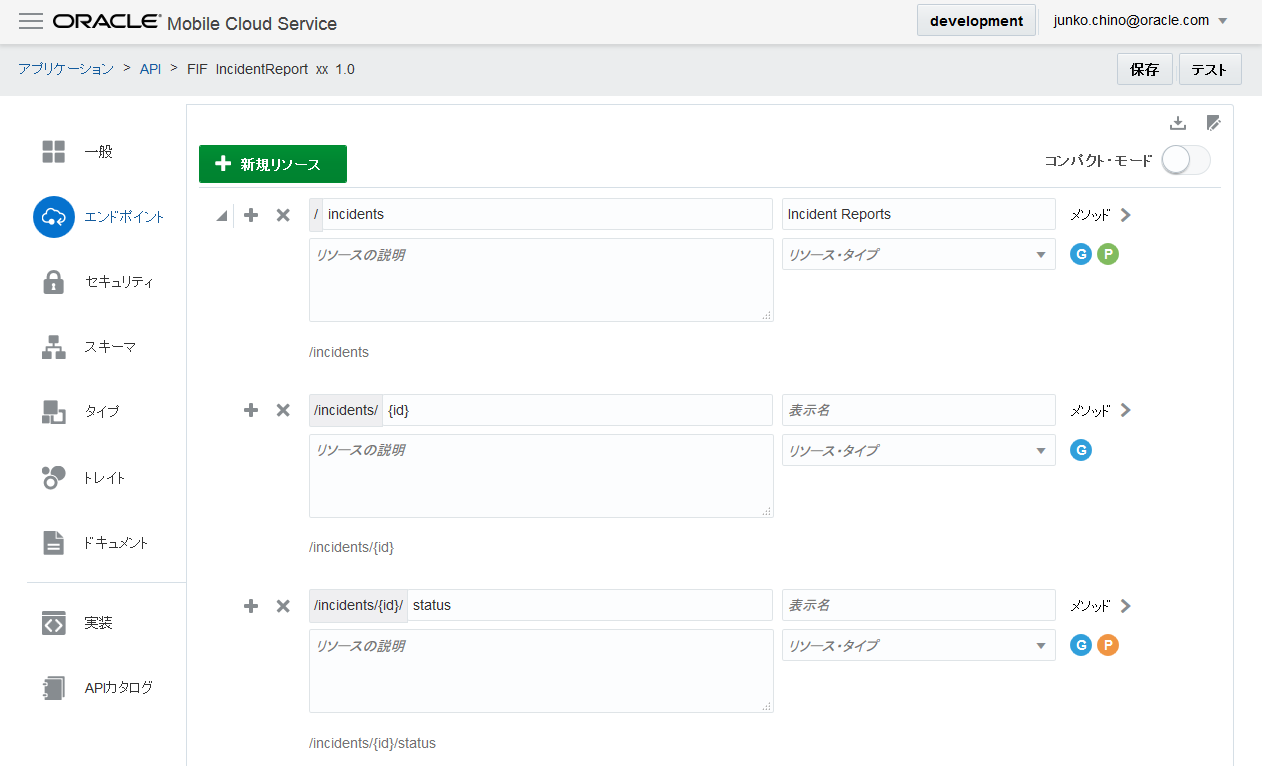 ORACLE® Mobile Cloud Service
development
junko.chino@oracle.com
アプリケーション > API > FIF IncidentReport xx 1.0
保存
テスト
一般
エンドポイント
セキュリティ
スキーマ
タイプ
トレイト
ドキュメント
実装
APIカタログ
新規リソース
コンパクト・モード
/ incidents
Incident Reports
メソッド
リソースの説明
リソース・タイプ
G P
/incidents
/incidents/ {id}
表示名
メソッド
リソースの説明
リソース・タイプ
G
/incidents/{id}
/incidents/{id}/ status
表示名
メソッド
リソースの説明
リソース・タイプ
G P
/incidents/{id}/status